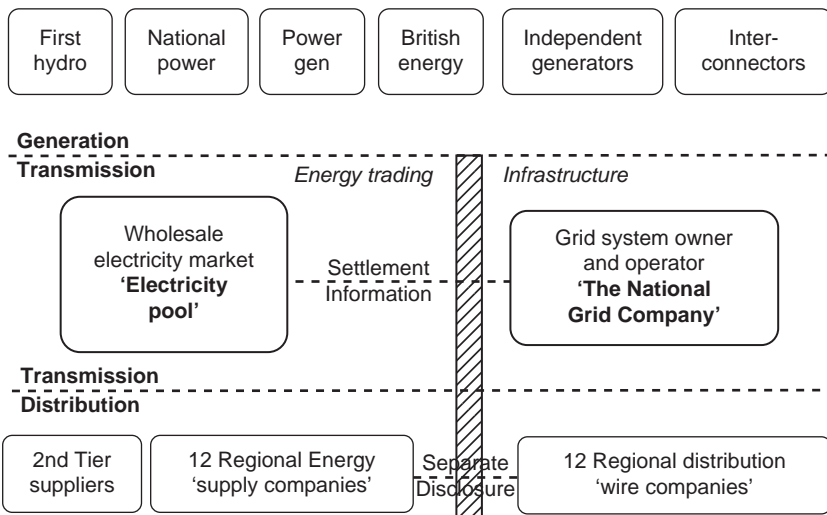 First
hydro
National
power
Power
gen
British
energy
Independent
generators
Inter-
connectors
Generation
Transmission
Energy trading
Infrastructure
Wholesale
electricity market
‘Electricity
pool’
Settlement
Information
Grid system owner
and operator
‘The National
Grid Company’
Transmission
Distribution
2nd Tier
suppliers
12 Regional Energy
‘supply companies’
Separate
Disclosure
12 Regional distribution
‘wire companies’